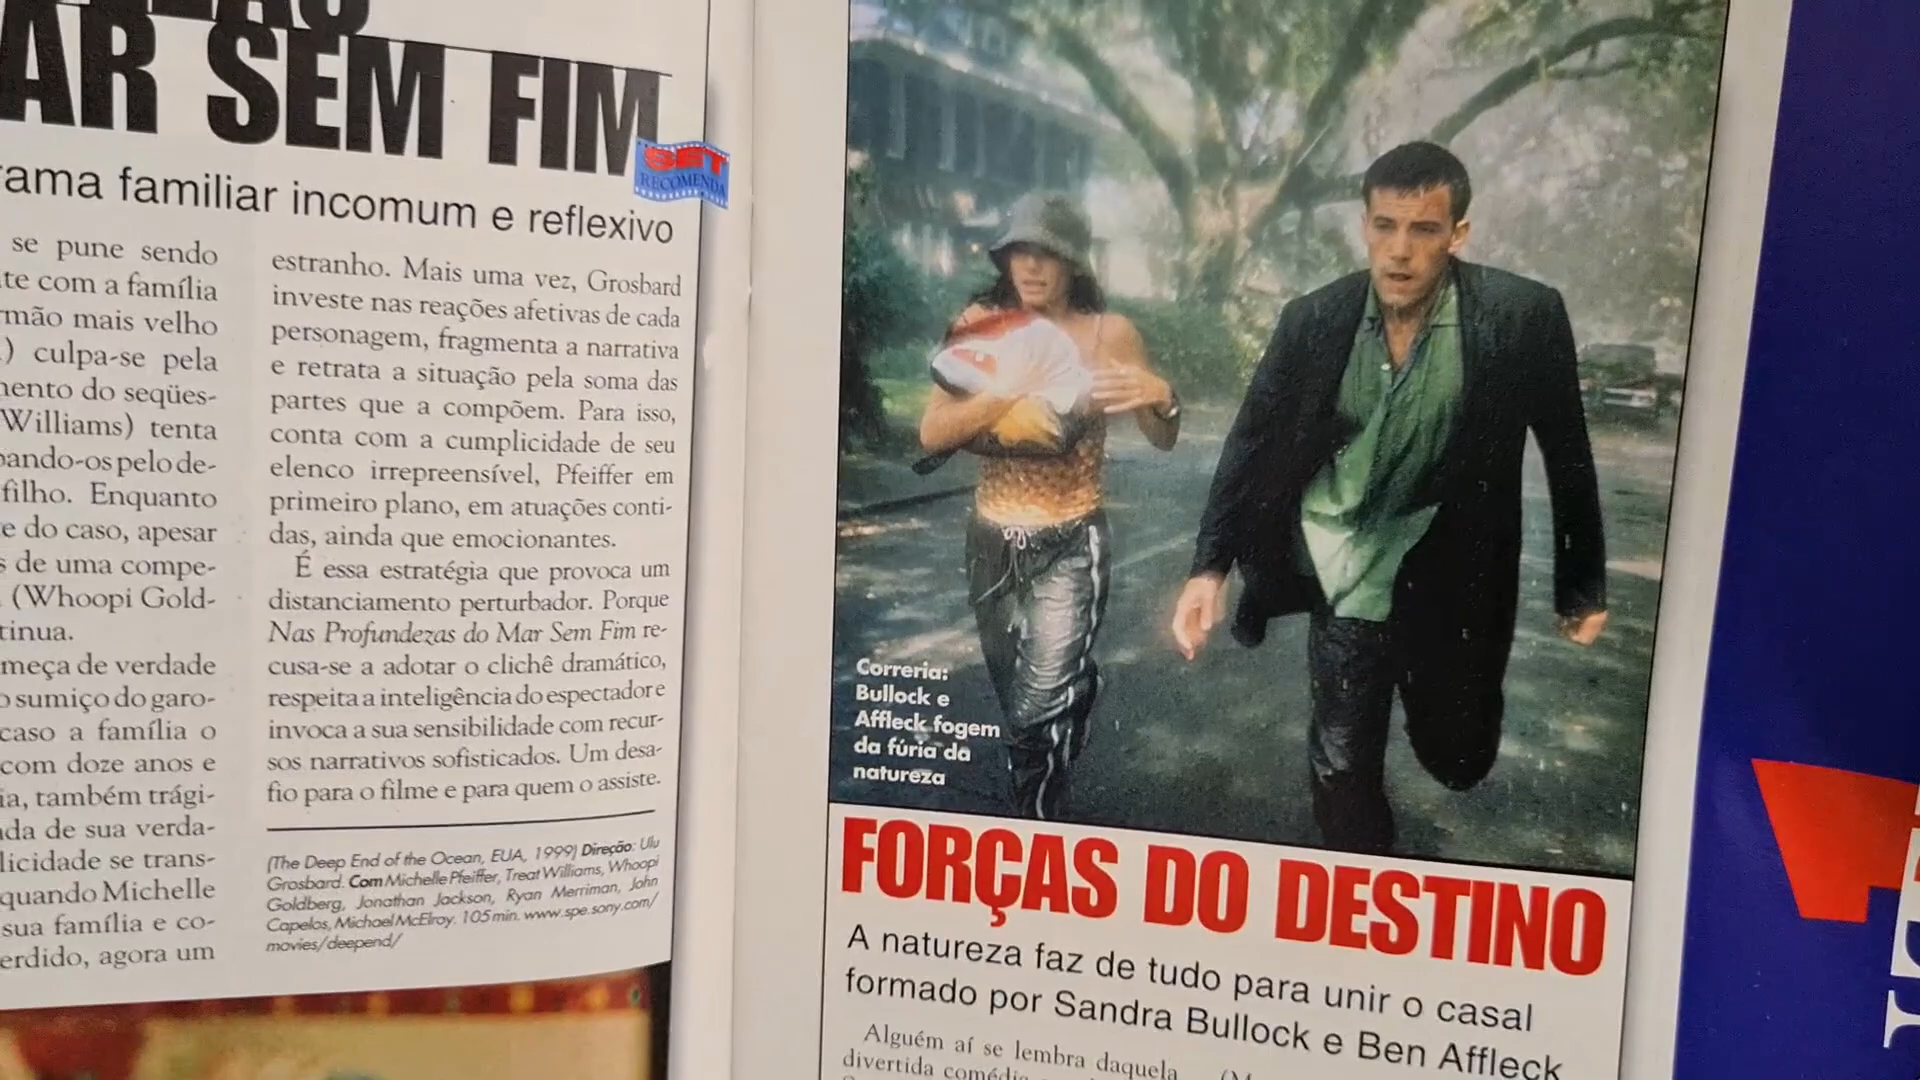 AR SEM FIM
SET
RECOMENDA
rama familiar incomum e reflexivo
se pune sendo
te com a família
rmão mais velho
.) culpa-se pela
mento do seqües-
Williams) tenta
pando-os pelo de-
filho. Enquanto
e do caso, apesar
s de uma compe-
. (Whoopi Gold-
tinua.
meça de verdade
o sumiço do garo-
caso a família o
com doze anos e
ia, também trági-
ada de sua verda-
licidade se trans-
quando Michelle
sua família e co-
erdido, agora um
estranho. Mais uma vez, Grosbard
investe nas reações afetivas de cada
personagem, fragmenta a narrativa
e retrata a situação pela soma das
partes que a compõem. Para isso,
conta com a cumplicidade de seu
elenco irrepreensível, Pfeiffer em
primeiro plano, em atuações conti-
das, ainda que emocionantes.
É essa estratégia que provoca um
distanciamento perturbador. Porque
Nas Profundezas do Mar Sem Fim re-
cusa-se a adotar o clichê dramático,
respeita a inteligência do espectador e
invoca a sua sensibilidade com recur-
sos narrativos sofisticados. Um desa-
fio para o filme e para quem o assiste.
(The Deep End of the Ocean, EUA, 1999) Direção: Ulu
Grosbard. Com Michelle Pfeiffer, Treat Williams, Whoopi
Goldberg, Jonathan Jackson, Ryan Merriman, John
Capelos, Michael McElroy. 105 min. www.spe.sony.com/
movies/deepend/
Correria:
Bullock e
Affleck fogem
da fúria da
natureza
FORÇAS DO DESTINO
A natureza faz de tudo para unir o casal
formado por Sandra Bullock e Ben Affleck
Alguém aí se lembra daquela
divertida comédia